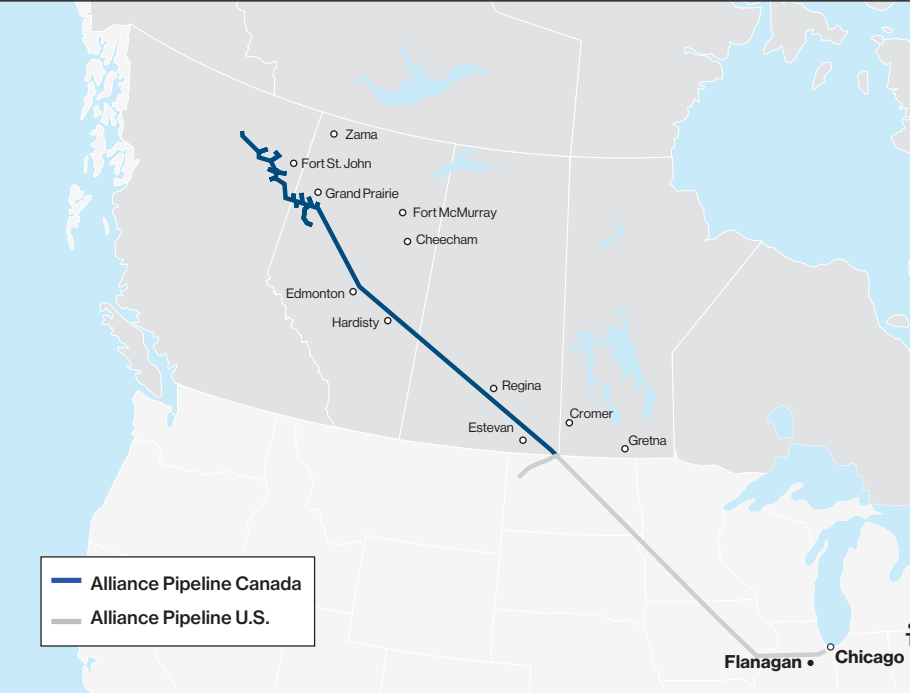 Zama
Fort St. John
Grand Prairie
Fort McMurray
Cheecham
Edmonton
Hardisty
Regina
Cromer
Estevan
Gretna
Alliance Pipeline Canada
Alliance Pipeline U.S.
Chicago
Flanagan